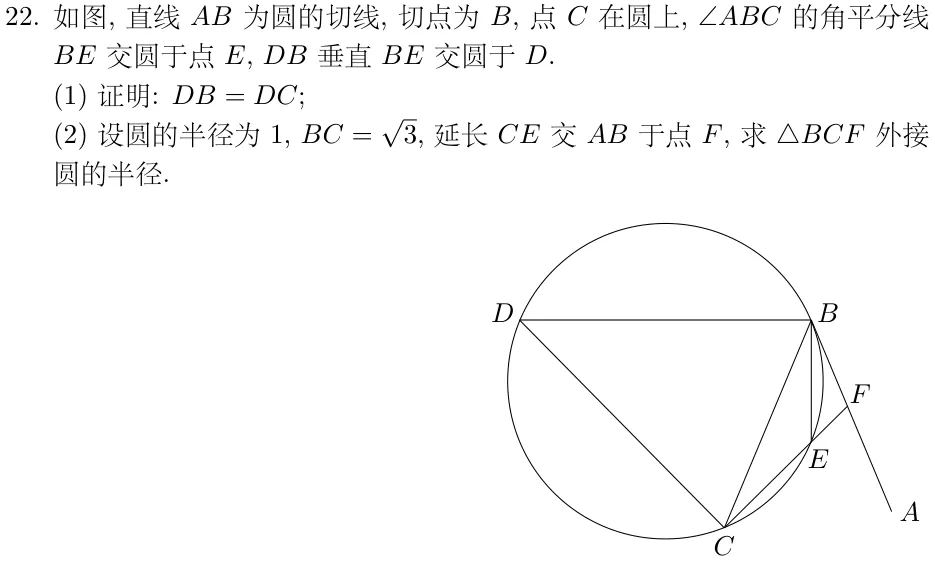 22. 如图, 直线 AB 为圆的切线, 切点为 B, 点 C 在圆上, ∠ABC 的角平分线
BE 交圆于点 E, DB 垂直 BE 交圆于 D.
(1) 证明: DB = DC;
(2) 设圆的半径为 1, BC = √3, 延长 CE 交 AB 于点 F, 求 △BCF 外接
圆的半径.
D
B
F
E
A
C